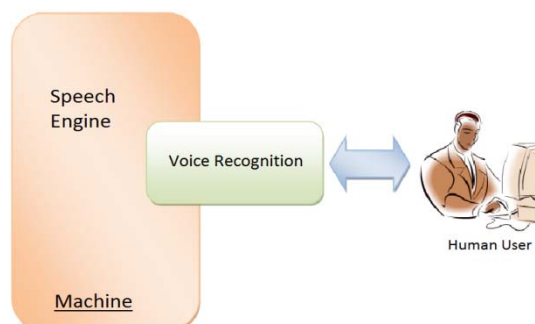 Speech
Engine
Voice Recognition
Human User
Machine